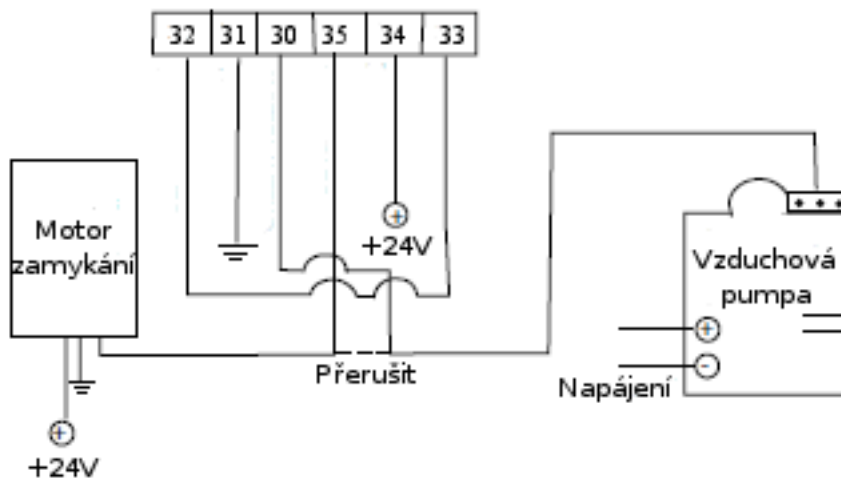 32 31 30 35 34 33
Motor
zamykání
+
+24V
Vzduchová
pumpa
+
-
Přerušit
Napájení
+
+24V